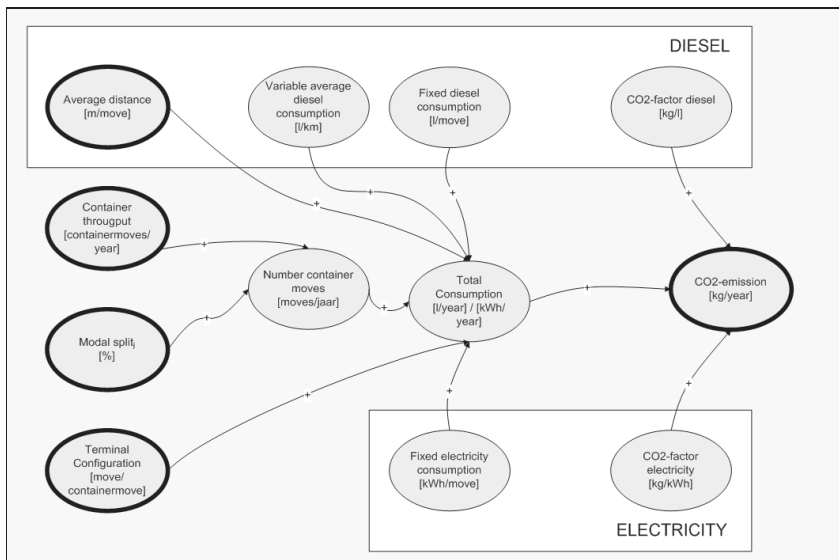 DIESEL
Average distance
[m/move]
Variable average
diesel
consumption
[l/km]
Fixed diesel
consumption
[l/move]
CO2-factor diesel
[kg/l]
+
+
+
+
Container
througput
[containermoves/
year]
+
Number container
moves
[moves/jaar]
+
Total
Consumption
[l/year] / [kWh/
year]
+
CO2-emission
[kg/year]
Modal split¡
[%]
+
+
+
Terminal
Configuration
[move/
containermove]
Fixed electricity
consumption
[kWh/move]
CO2-factor
electricity
[kg/kWh]
+
ELECTRICITY